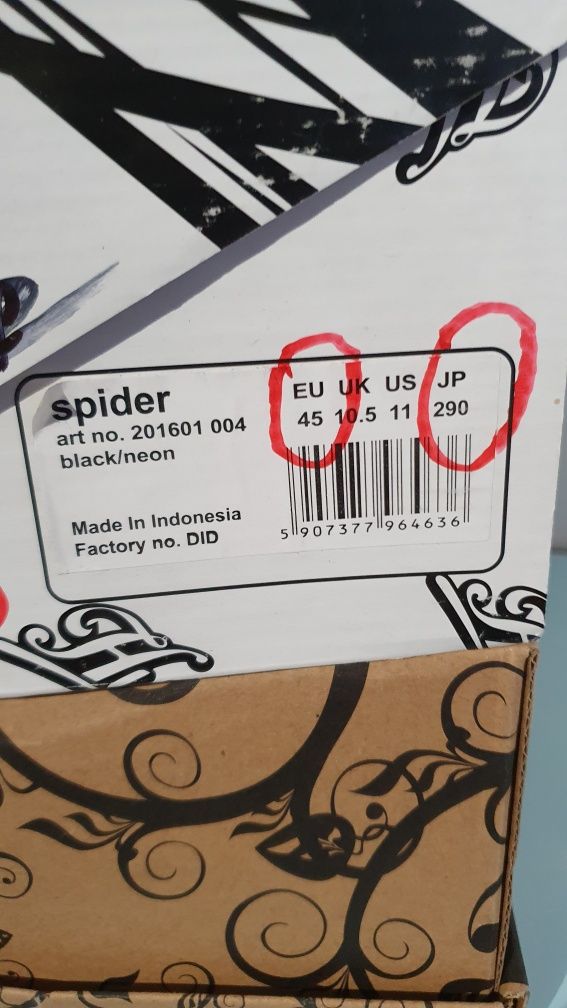 spider
art no. 201601 004
black/neon
EU UK US JP
45 10.5 11 290
5 907377 964636
Made In Indonesia
Factory no. DID